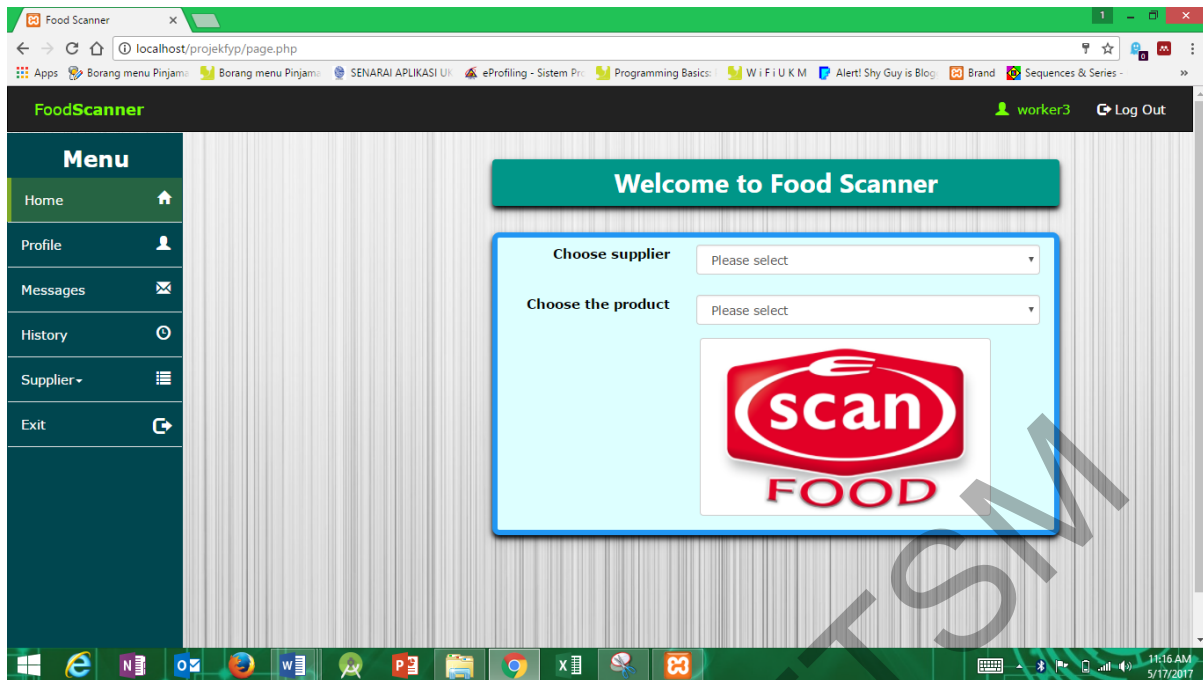 Food Scanner
1
localhost/projekfyp/page.php
Apps Borang menu Pinjama Borang menu Pinjama SENARAI APLIKASI UK eProfiling - Sistem Pro Programming Basics: W i F i U K M Alert! Shy Guy is Blog Brand Sequences & Series - »
0
FoodScanner worker3 Log Out
Menu
Home
Profile
Messages
History
Supplier
Exit
Welcome to Food Scanner
Choose supplier Please select
Choose the product Please select
scan
FOOD
TSM
11:16 AM
5/17/2017